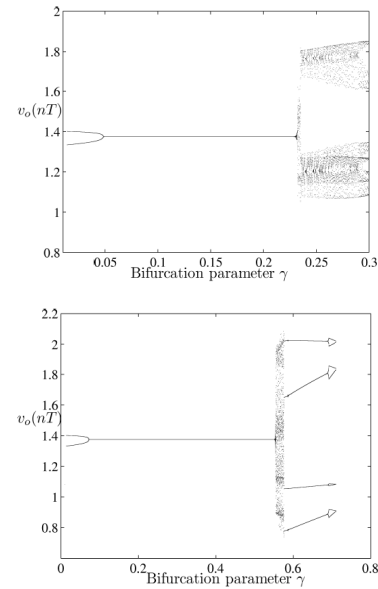 2
1.8
1.6
v_o(nT)
1.4
1.2
1
0.8
0.05 0.1 0.15 0.2 0.25 0.3
Bifurcation parameter γ
2.2
2
1.8
1.6
v_o(nT)
1.4
1.2
1
0.8
0 0.2 0.4 0.6 0.8
Bifurcation parameter γ